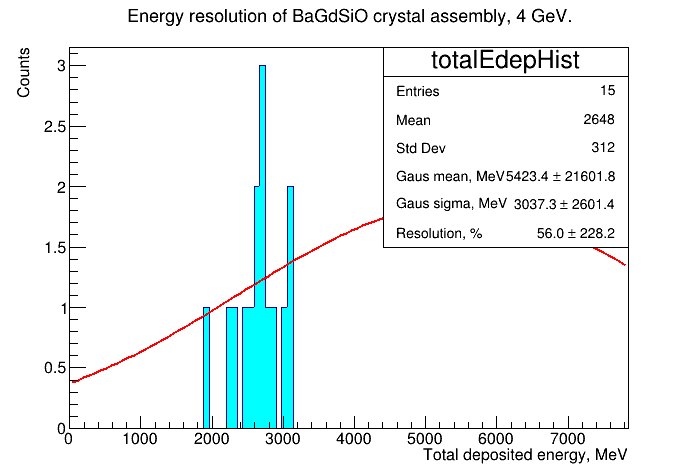 Energy resolution of BaGdSiO crystal assembly, 4 GeV.
Counts
totalEdepHist
Entries 15
Mean 2648
Std Dev 312
Gaus mean, MeV 5423.4 ± 21601.8
Gaus sigma, MeV 3037.3 ± 2601.4
Resolution, % 56.0 ± 228.2
3
2.5
2
1.5
1
0.5
0
0 1000 2000 3000 4000 5000 6000 7000
Total deposited energy, MeV